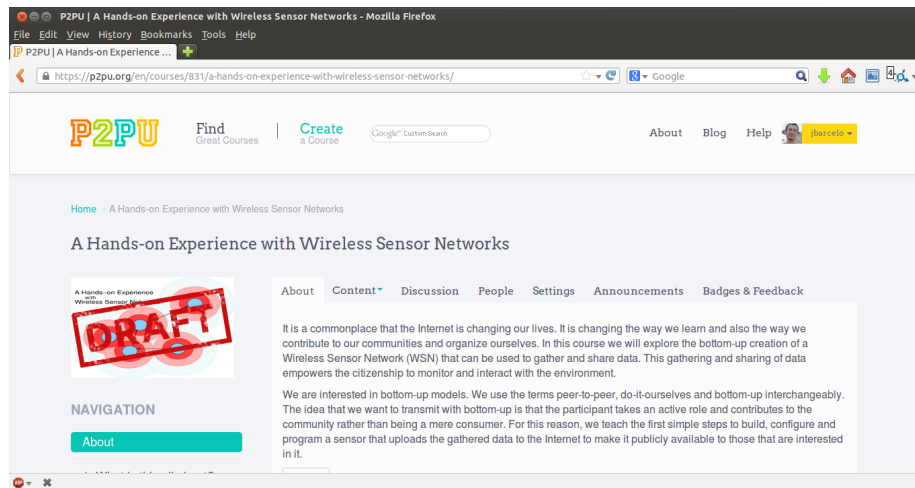 P2PU | A Hands-on Experience with Wireless Sensor Networks - Mozilla Firefox
File Edit View History Bookmarks Tools Help
P2PU | A Hands-on Experience ...
https://p2pu.org/en/courses/831/a-hands-on-experience-with-wireless-sensor-networks/
Google
4
P2PU
Find
Great Courses
Create
a Course
Google™ Custom Search
About Blog Help jbarcelo
Home › A Hands-on Experience with Wireless Sensor Networks
A Hands-on Experience with Wireless Sensor Networks
A Hands-on Experience
with
Wireless Sensor
DRAFT
About Content Discussion People Settings Announcements Badges & Feedback
It is a commonplace that the Internet is changing our lives. It is changing the way we learn and also the way we
contribute to our communities and organize ourselves. In this course we will explore the bottom-up creation of a
Wireless Sensor Network (WSN) that can be used to gather and share data. This gathering and sharing of data
empowers the citizenship to monitor and interact with the environment.
We are interested in bottom-up models. We use the terms peer-to-peer, do-it-ourselves and bottom-up interchangeably.
The idea that we want to transmit with bottom-up is that the participant takes an active role and contributes to the
community rather than being a mere consumer. For this reason, we teach the first simple steps to build, configure and
program a sensor that uploads the gathered data to the Internet to make it publicly available to those that are interested
in it.
NAVIGATION
About
ABP